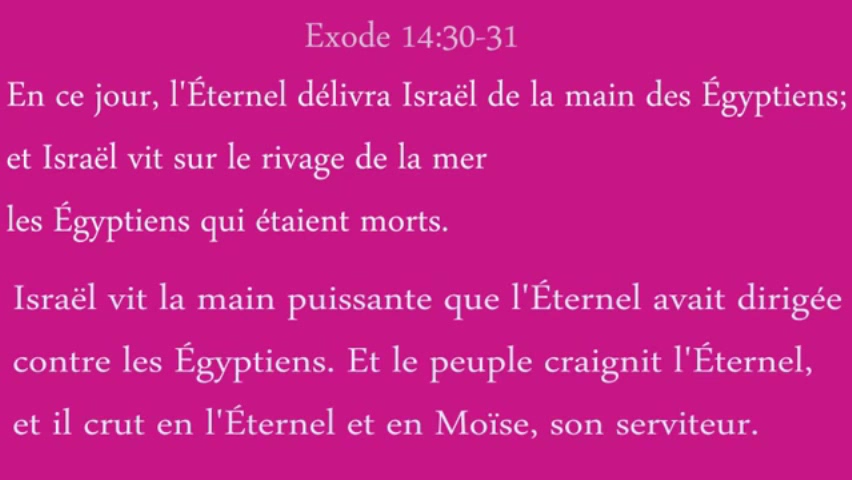 Exode 14:30-31
En ce jour, l'Éternel délivra Israël de la main des Égyptiens;
et Israël vit sur le rivage de la mer
les Égyptiens qui étaient morts.
Israël vit la main puissante que l'Éternel avait dirigée
contre les Égyptiens. Et le peuple craignit l'Éternel,
et il crut en l'Éternel et en Moïse, son serviteur.